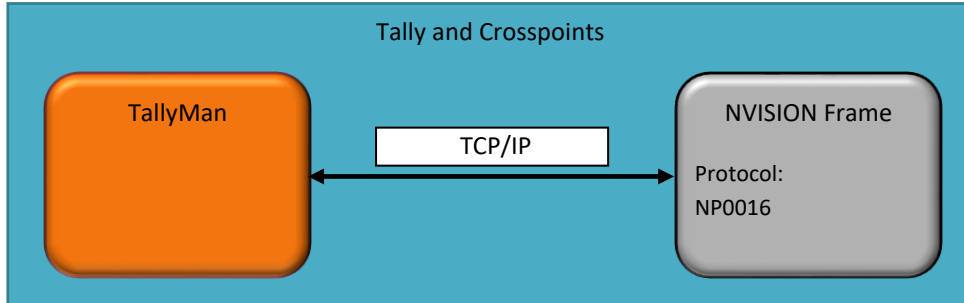 Tally and Crosspoints
TallyMan
TCP/IP
NVISION Frame
Protocol:
NP0016